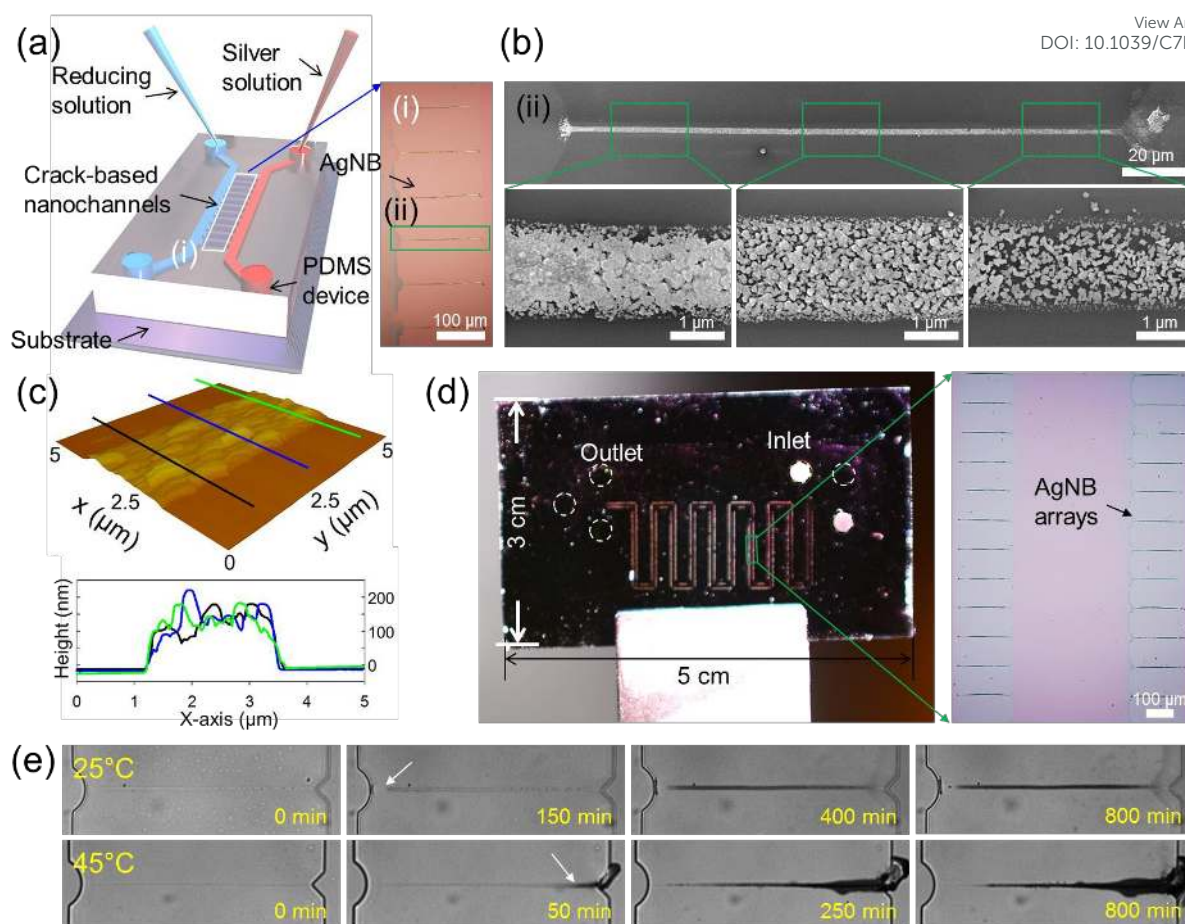 View A
DOI: 10.1039/C7
(a)
Reducing
solution
Silver
solution
Crack-based
nanochannels
(i)
PDMS
device
Substrate
(i)
AgNB
(ii)
100 µm
(b)
(ii)
20 µm
1 µm
1 µm
1 µm
(c)
5
2.5
x (µm)
0
y (µm)
2.5
5
Height (nm)
200
100
0
0 1 2 3 4 5
X-axis (µm)
(d)
Outlet
Inlet
3 cm
5 cm
AgNB
arrays
100 µm
(e)
25°C
0 min
150 min
400 min
800 min
45°C
0 min
50 min
250 min
800 min